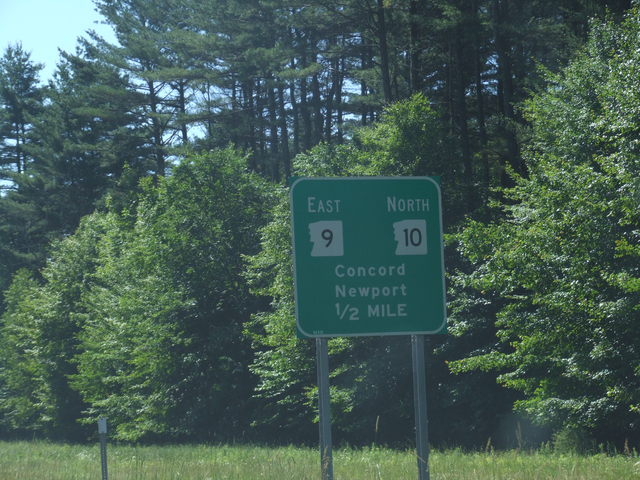 EAST NORTH
9 10
Concord
Newport
1/2 MILE